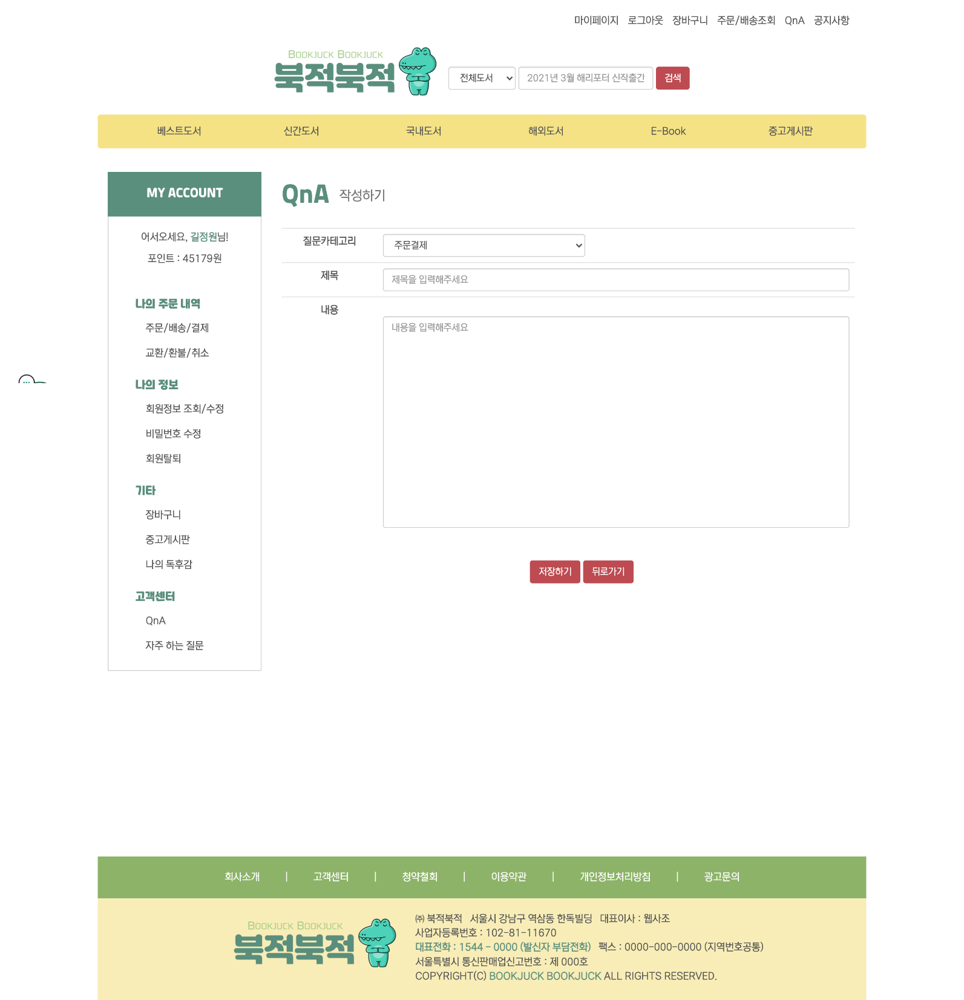 마이페이지 로그아웃 장바구니 주문/배송조회 QnA 공지사항
BOOKJUCK BOOKJUCK
북적북적
전체도서 2021년 3월 해리포터 신작출간 검색
베스트도서 신간도서 국내도서 해외도서 E-Book 중고게시판
MY ACCOUNT
어서오세요, 길정원님!
포인트 : 45179원
나의 주문 내역
주문/배송/결제
교환/환불/취소
나의 정보
회원정보 조회/수정
비밀번호 수정
회원탈퇴
기타
장바구니
중고게시판
나의 독후감
고객센터
QnA
자주 하는 질문
QnA 작성하기
질문카테고리 주문결제
제목 제목을 입력해주세요
내용
내용을 입력해주세요
저장하기 뒤로가기
회사소개 | 고객센터 | 청약철회 | 이용약관 | 개인정보처리방침 | 광고문의
BOOKJUCK BOOKJUCK
북적북적
㈜ 북적북적 서울시 강남구 역삼동 한독빌딩 대표이사 : 웹사조
사업자등록번호 : 102-81-11670
대표전화 : 1544 - 0000 (발신자 부담전화) 팩스 : 0000-000-0000 (지역번호공통)
서울특별시 통신판매업신고번호 : 제 000호
COPYRIGHT(C) BOOKJUCK BOOKJUCK ALL RIGHTS RESERVED.